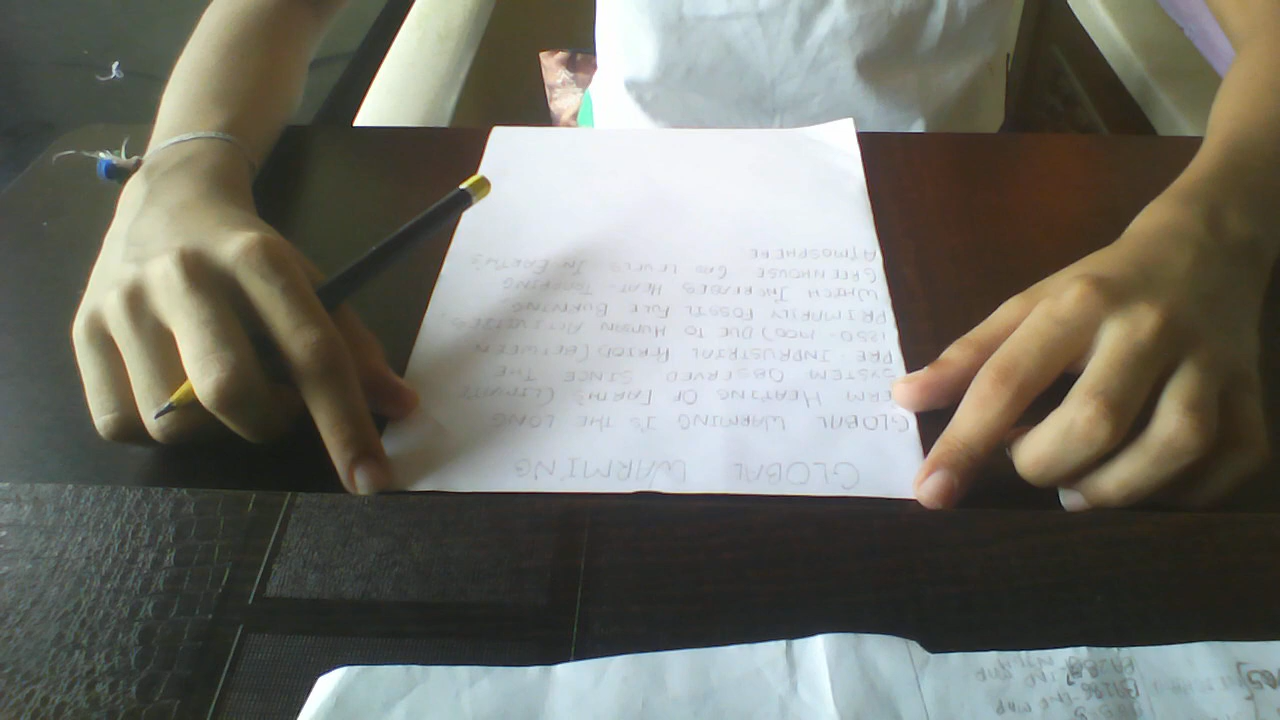 GLOBAL WARMING
GLOBAL WARMING IS THE LONG
TERM HEATING OF EARTH'S CLIMATE
SYSTEM OBSERVED SINCE THE
PRE INDUSTRIAL PERIOD (BETWEEN
1850-1900) DUE TO HUMAN ACTIVITIES
PRIMARILY FOSSIL FULE BURNING
WHICH INCREASES HEAT-TRAPPING
GREENHOUSE GAS LEVELS IN EARTH'S
ATMOSPHERE